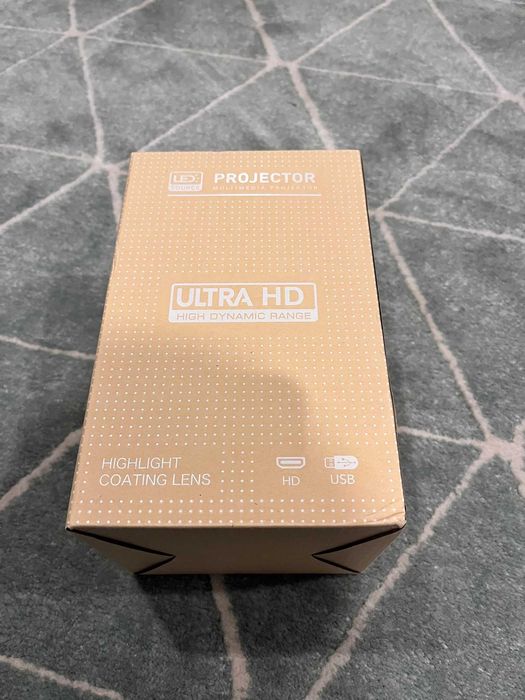 LED
SOURCE
PROJECTOR
MULTIMEDIA PROJECTOR
ULTRA HD
HIGH DYNAMIC RANGE
HIGHLIGHT
COATING LENS
HD
USB